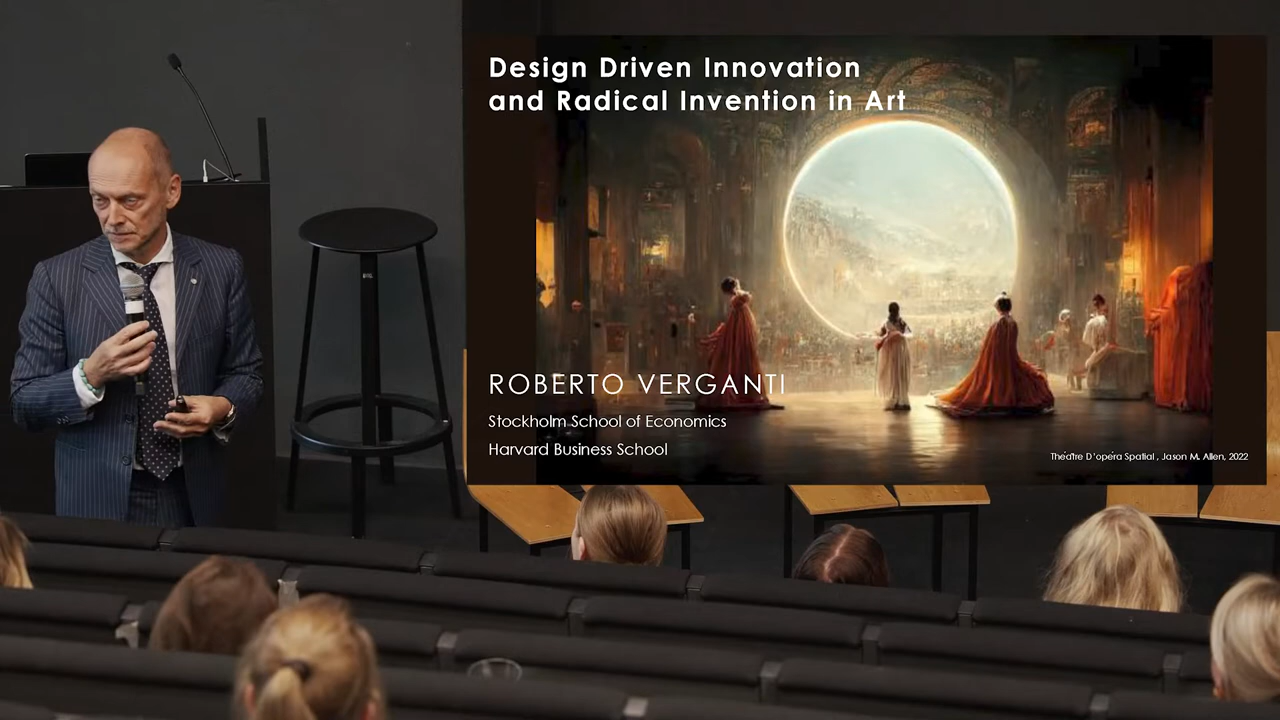 Design Driven Innovation
and Radical Invention in Art
ROBERTO VERGANTI
Stockholm School of Economics
Harvard Business School
Théâtre D'opéra Spatial , Jason M. Allen, 2022